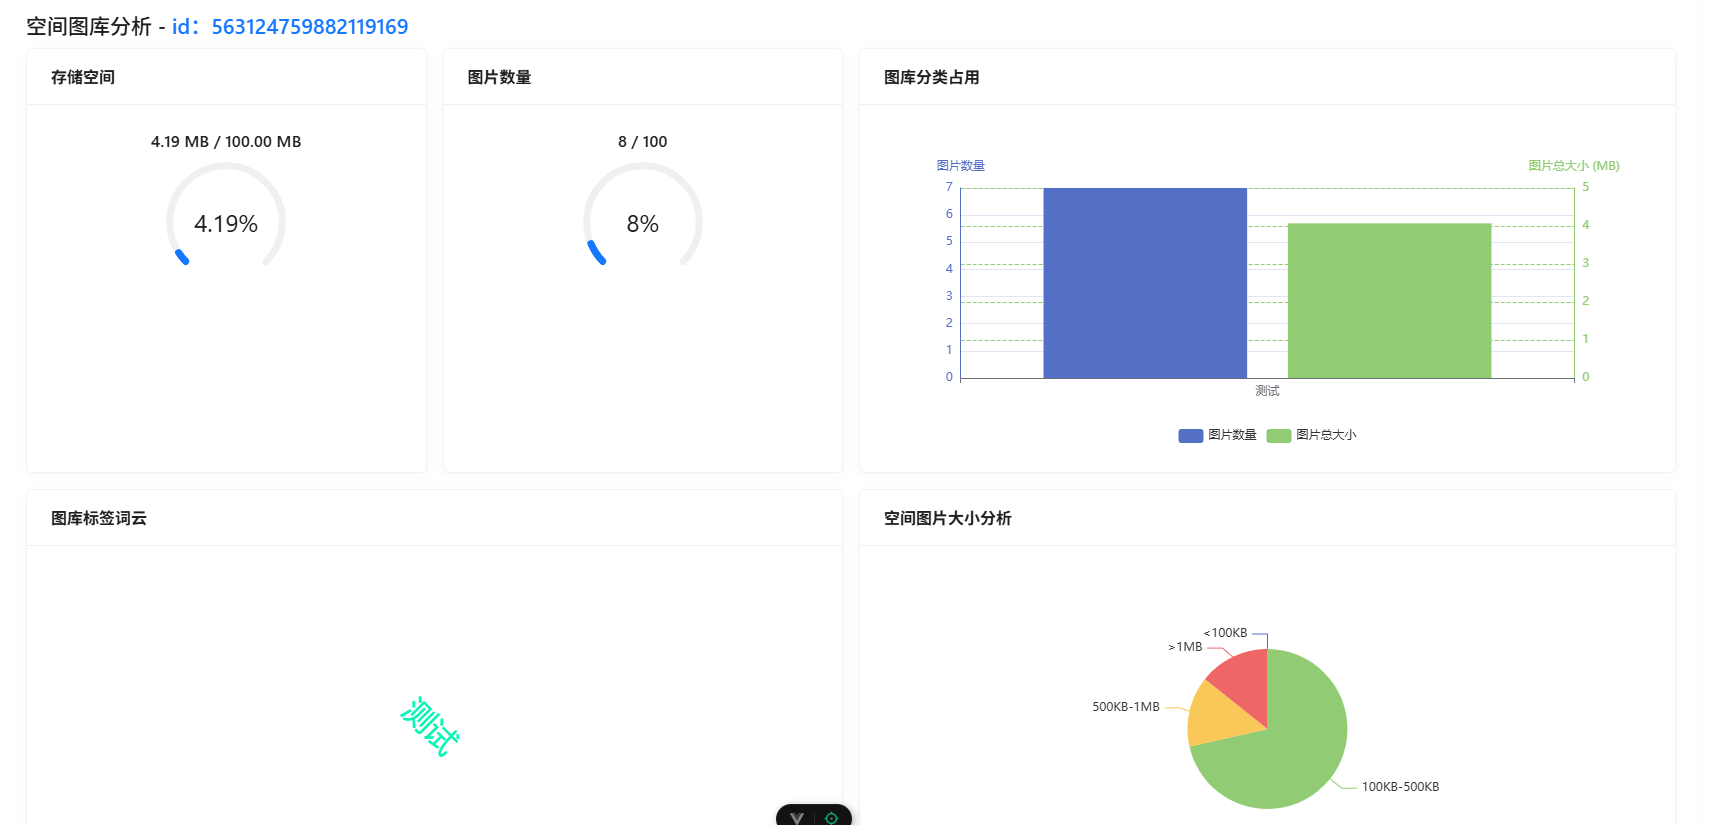 空间图库分析 - id：563124759882119169
存储空间
4.19 MB / 100.00 MB
4.19%
图片数量
8 / 100
8%
图库分类占用
图片数量
图片总大小 (MB)
7
6
5
4
3
2
1
0
5
4
3
2
1
0
测试
图片数量
图片总大小
图库标签词云
测试
空间图片大小分析
<100KB
>1MB
500KB-1MB
100KB-500KB